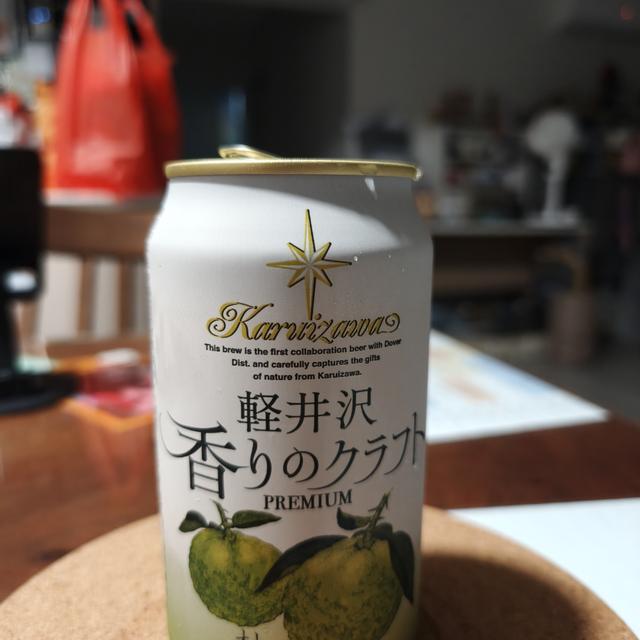 Karuizawa
This brew is the first collaboration beer with Dover
Dist. and carefully captures the gifts
of nature from Karuizawa.
軽井沢
香りのクラフト
PREMIUM